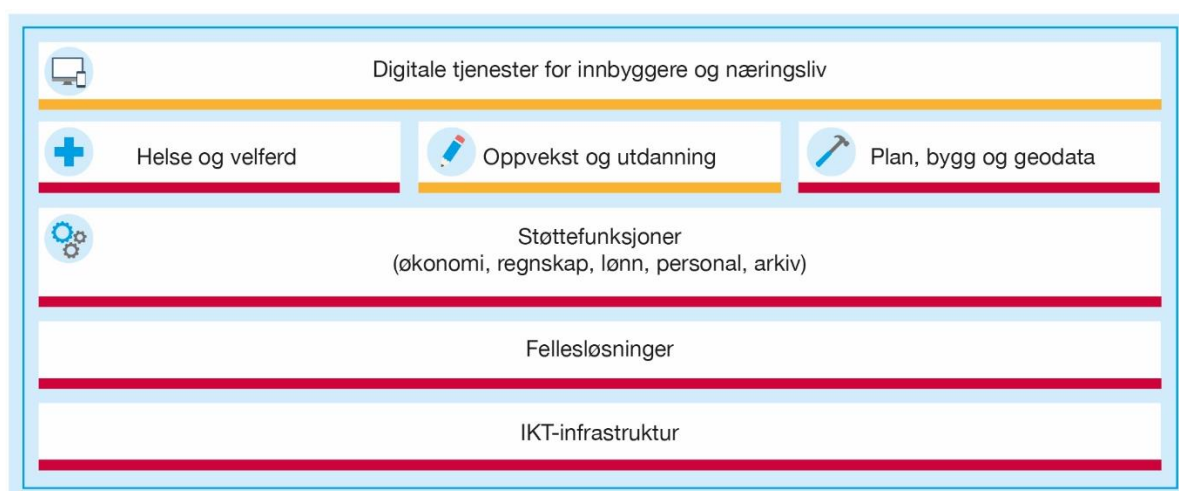 Digitale tjenester for innbyggere og næringsliv
Helse og velferd
Oppvekst og utdanning
Plan, bygg og geodata
Støttefunksjoner
(økonomi, regnskap, lønn, personal, arkiv)
Fellesløsninger
IKT-infrastruktur